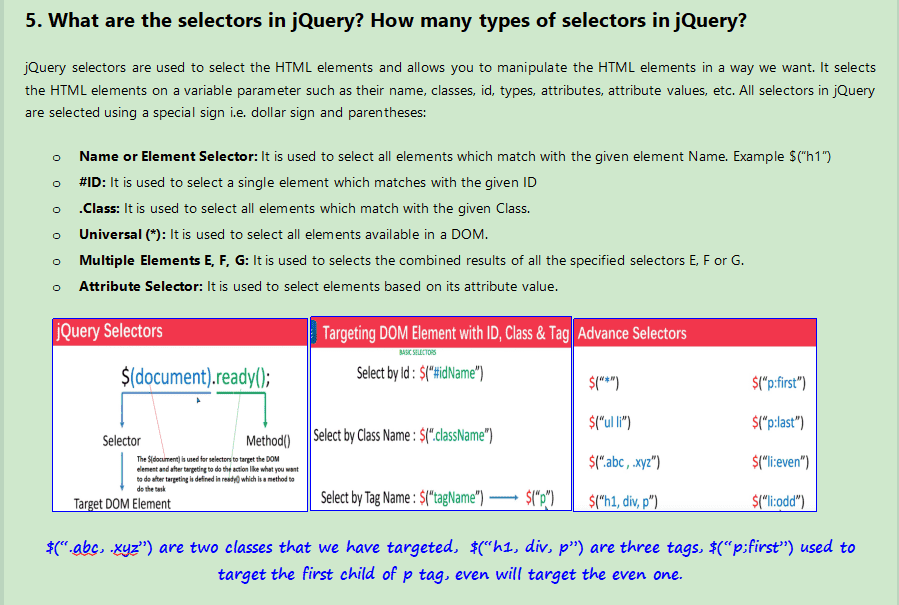 5. What are the selectors in jQuery? How many types of selectors in jQuery?
jQuery selectors are used to select the HTML elements and allows you to manipulate the HTML elements in a way we want. It selects
the HTML elements on a variable parameter such as their name, classes, id, types, attributes, attribute values, etc. All selectors in jQuery
are selected using a special sign i.e. dollar sign and parentheses:
o Name or Element Selector: It is used to select all elements which match with the given element Name. Example $("h1")
o #ID: It is used to select a single element which matches with the given ID
o .Class: It is used to select all elements which match with the given Class.
o Universal (*): It is used to select all elements available in a DOM.
o Multiple Elements E, F, G: It is used to selects the combined results of all the specified selectors E, F or G.
o Attribute Selector: It is used to select elements based on its attribute value.
jQuery Selectors
$(document).ready();
Selector Method()
The $(document) is used for selectors to target the DOM
element and after targeting to do the action like what you want
to do after targeting is defined in ready() which is a method to
do the task
Target DOM Element
Targeting DOM Element with ID, Class & Tag
BASIC SELECTORS
Select by id : $("#idName")
Select by Class Name : $(".className")
Select by Tag Name : $("tagName") $("p")
Advance Selectors
$("*") $("p:first")
$("ul li") $("p:last")
$(".abc , .xyz") $("li:even")
$("h1, div, p") $("li:odd")
$(“.abc, .xyz”) are two classes that we have targeted, $(“h1, div, p”) are three tags, $(“p;first”) used to
target the first child of p tag, even will target the even one.